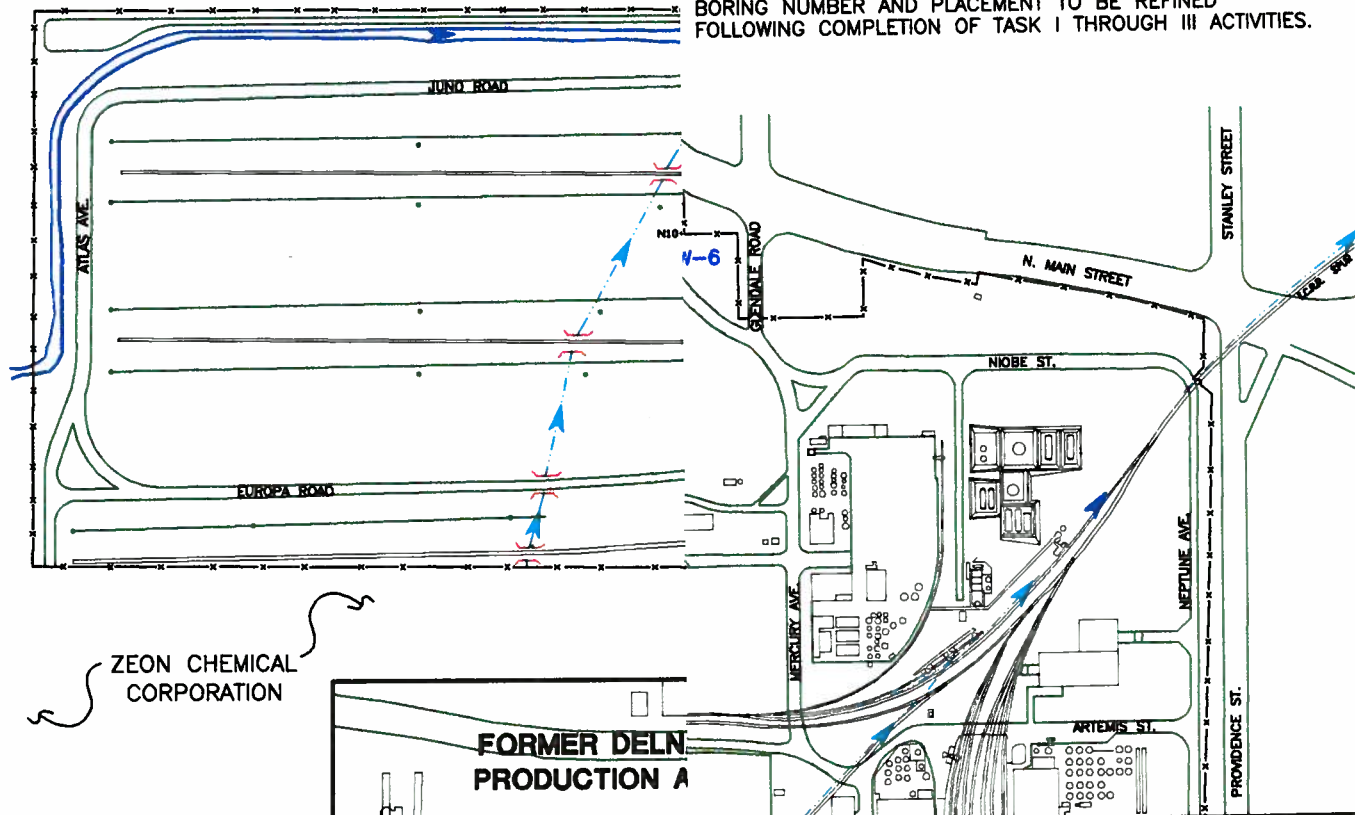 BORING NUMBER AND PLACEMENT TO BE REFINED
FOLLOWING COMPLETION OF TASK I THROUGH III ACTIVITIES.
JUNO ROAD
ATLAS AVE.
STANLEY STREET
N10
GLENDALE ROAD
N. MAIN STREET
I.C.R.R. SPUR
NIOBE ST.
EUROPA ROAD
NEPTUNE AVE.
MERCURY AVE.
ZEON CHEMICAL
CORPORATION
ARTEMIS ST.
PROVIDENCE ST.
FORMER DELN
PRODUCTION A